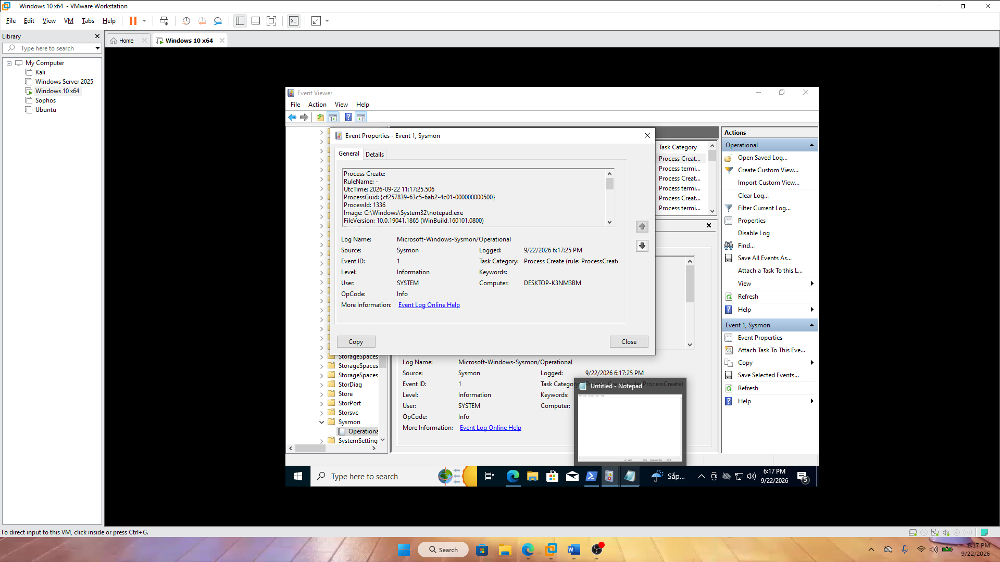 Windows 10 x64 - VMware Workstation
File Edit View VM Tabs Help
Library
Type here to search
My Computer
Kali
Windows Server 2025
Windows 10 x64
Sophos
Ubuntu
Home
Windows 10 x64
Event Viewer
File Action View Help
Event Properties - Event 1, Sysmon
General Details
Process Create:
RuleName: -
UtcTime: 2026-09-22 11:17:25.506
ProcessGuid: {cf257839-63c5-6ab2-4c01-000000000500}
ProcessId: 1336
Image: C:\Windows\System32\notepad.exe
FileVersion: 10.0.19041.1865 (WinBuild.160101.0800)
Log Name: Microsoft-Windows-Sysmon/Operational
Source: Sysmon Logged: 9/22/2026 6:17:25 PM
Event ID: 1 Task Category: Process Create (rule: ProcessCreate
Level: Information Keywords:
User: SYSTEM Computer: DESKTOP-K3NM3BM
OpCode: Info
More Information: Event Log Online Help
Copy Close
Task Category
Process Creat...
Process termi...
Process Creat...
Process termi...
Process Creat...
Process termi...
StorageSpaces
StorageSpaces
StorageSpaces
StorDiag
Store
StorPort
Storsvc
Sysmon
Operationa
SystemSetting
Log Name: Microsoft-Windows-Sysmon/Operational
Source: Sysmon Logged: 9/22/2026 6:17:25 PM
Event ID: 1 Task Categor Process Create (rule: ProcessCreate)
Level: Information Keywords:
User: SYSTEM Computer:
OpCode: Info
More Information: Event Log Online Help
Untitled - Notepad
Actions
Operational
Open Saved Log...
Create Custom View...
Import Custom View...
Clear Log...
Filter Current Log...
Properties
Disable Log
Find...
Save All Events As...
Attach a Task To this L...
View
Refresh
Help
Event 1, Sysmon
Event Properties
Attach Task To This Eve...
Copy
Save Selected Events...
Refresh
Help
Type here to search
Sắp...
6:17 PM
9/22/2026
5
To direct input to this VM, click inside or press Ctrl+G.
Search
6:17 PM
9/22/2026